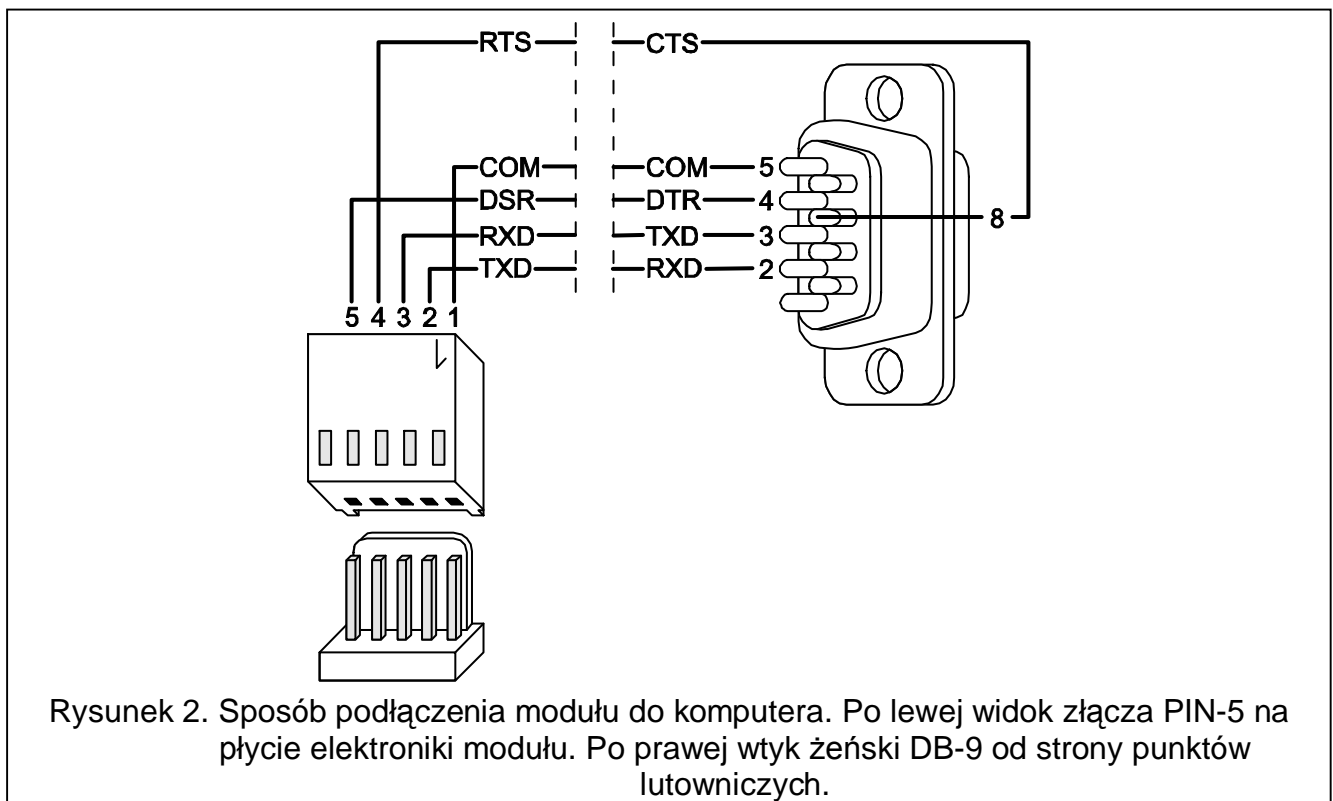 RTS CTS
COM COM 5
DSR DTR 4
8
RXD TXD 3
TXD RXD 2
5 4 3 2 1
Rysunek 2. Sposób podłączenia modułu do komputera. Po lewej widok złącza PIN-5 na
płycie elektroniki modułu. Po prawej wtyk żeński DB-9 od strony punktów
lutowniczych.